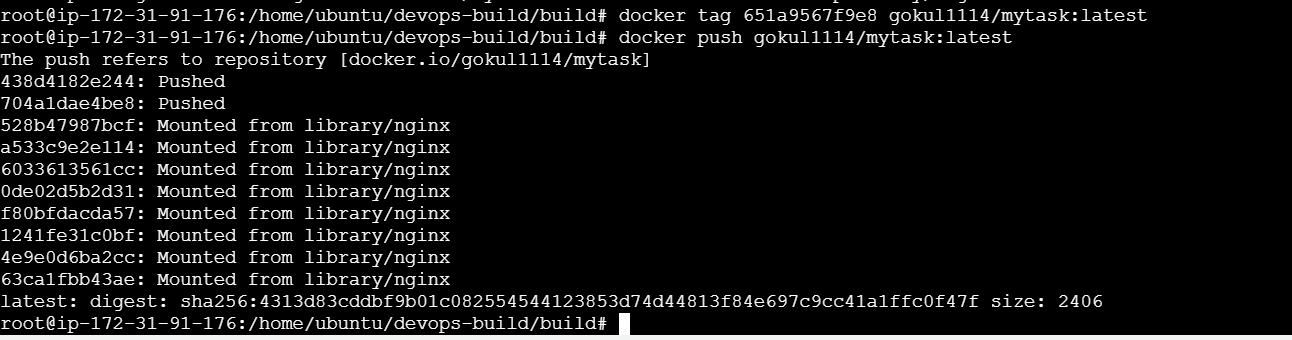 root@ip-172-31-91-176:/home/ubuntu/devops-build/build# docker tag 651a9567f9e8 gokul1114/mytask:latest
root@ip-172-31-91-176:/home/ubuntu/devops-build/build# docker push gokul1114/mytask:latest
The push refers to repository [docker.io/gokul1114/mytask]
438d4182e244: Pushed
704a1dae4be8: Pushed
528b47987bcf: Mounted from library/nginx
a533c9e2e114: Mounted from library/nginx
6033613561cc: Mounted from library/nginx
0de02d5b2d31: Mounted from library/nginx
f80bfdacda57: Mounted from library/nginx
1241fe31c0bf: Mounted from library/nginx
4e9e0d6ba2cc: Mounted from library/nginx
63ca1fbb43ae: Mounted from library/nginx
latest: digest: sha256:4313d83cddbf9b01c082554544123853d74d44813f84e697c9cc41a1ffc0f47f size: 2406
root@ip-172-31-91-176:/home/ubuntu/devops-build/build#